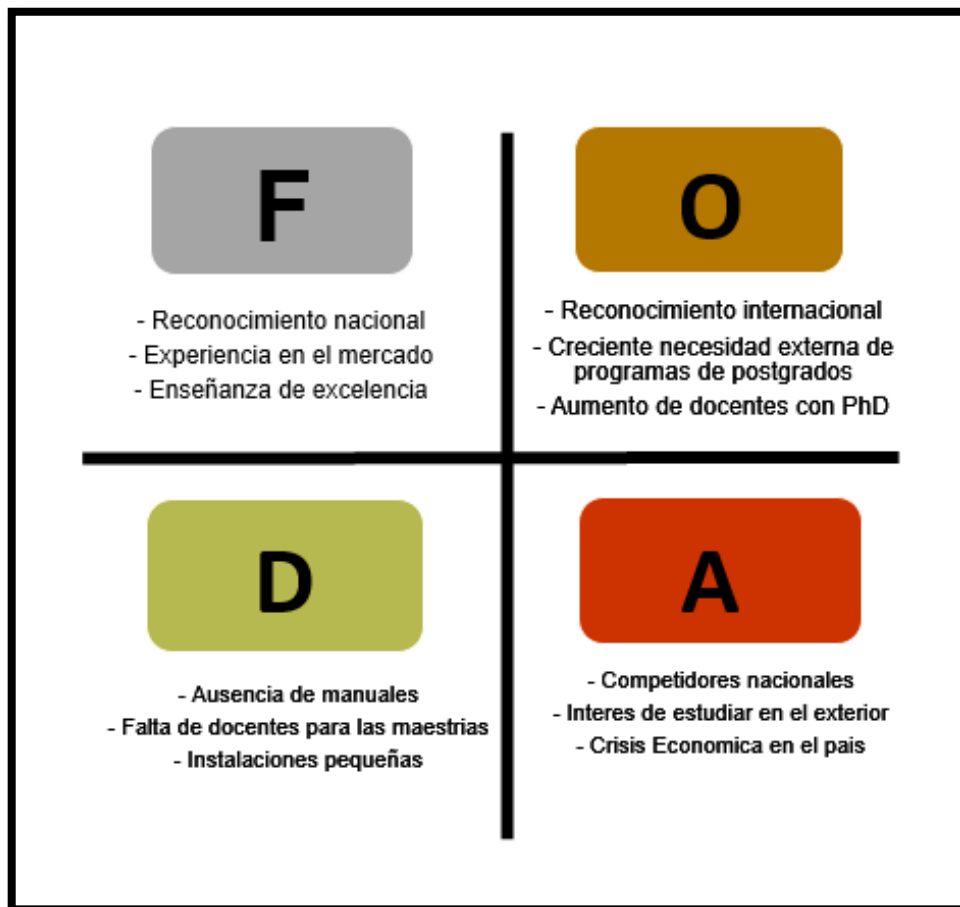 F
- Reconocimiento nacional
- Experiencia en el mercado
- Enseñanza de excelencia
O
- Reconocimiento internacional
- Creciente necesidad externa de
programas de postgrados
- Aumento de docentes con PhD
D
- Ausencia de manuales
- Falta de docentes para las maestrias
- Instalaciones pequeñas
A
- Competidores nacionales
- Interes de estudiar en el exterior
- Crisis Economica en el pais